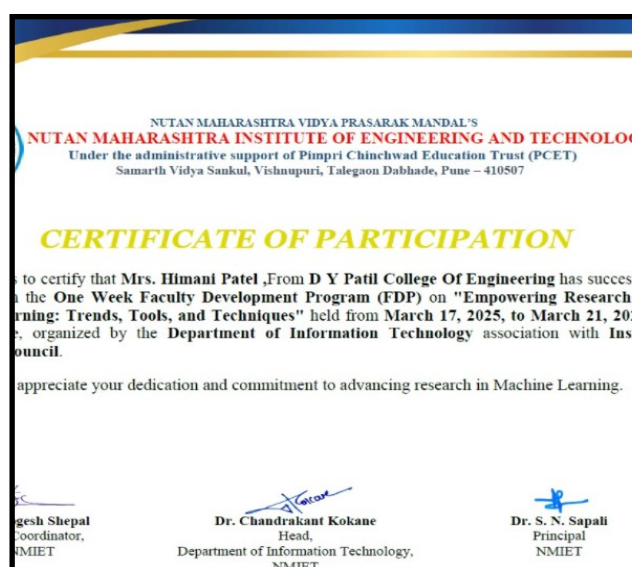 NUTAN MAHARASHTRA VIDYA PRASARAK MANDAL'S
NUTAN MAHARASHTRA INSTITUTE OF ENGINEERING AND TECHNOLOG
Under the administrative support of Pimpri Chinchwad Education Trust (PCET)
Samarth Vidya Sankul, Vishnupuri, Talegaon Dabhade, Pune – 410507
CERTIFICATE OF PARTICIPATION
s to certify that Mrs. Himani Patel ,From D Y Patil College Of Engineering has success
the One Week Faculty Development Program (FDP) on "Empowering Research
rning: Trends, Tools, and Techniques" held from March 17, 2025, to March 21, 20
e, organized by the Department of Information Technology association with Ins
ouncil.
appreciate your dedication and commitment to advancing research in Machine Learning.
gesh Shepal
Coordinator,
NMIET
Dr. Chandrakant Kokane
Head,
Department of Information Technology,
NMIET
Dr. S. N. Sapali
Principal
NMIET